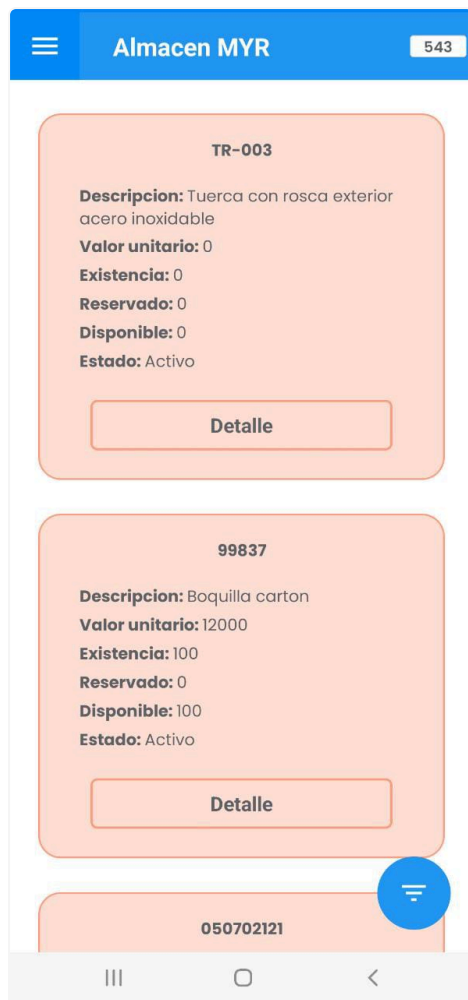 Almacen MYR
543
TR-003
Descripcion: Tuerca con rosca exterior
acero inoxidable
Valor unitario: 0
Existencia: 0
Reservado: 0
Disponible: 0
Estado: Activo
Detalle
99837
Descripcion: Boquilla carton
Valor unitario: 12000
Existencia: 100
Reservado: 0
Disponible: 100
Estado: Activo
Detalle
050702121